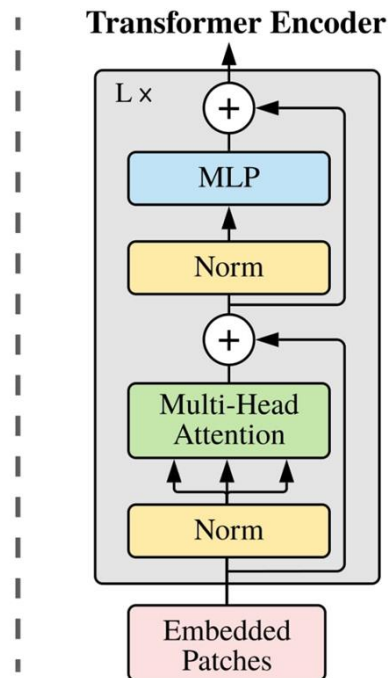 Transformer Encoder
L ×
MLP
Norm
Multi-Head
Attention
Norm
Embedded
Patches